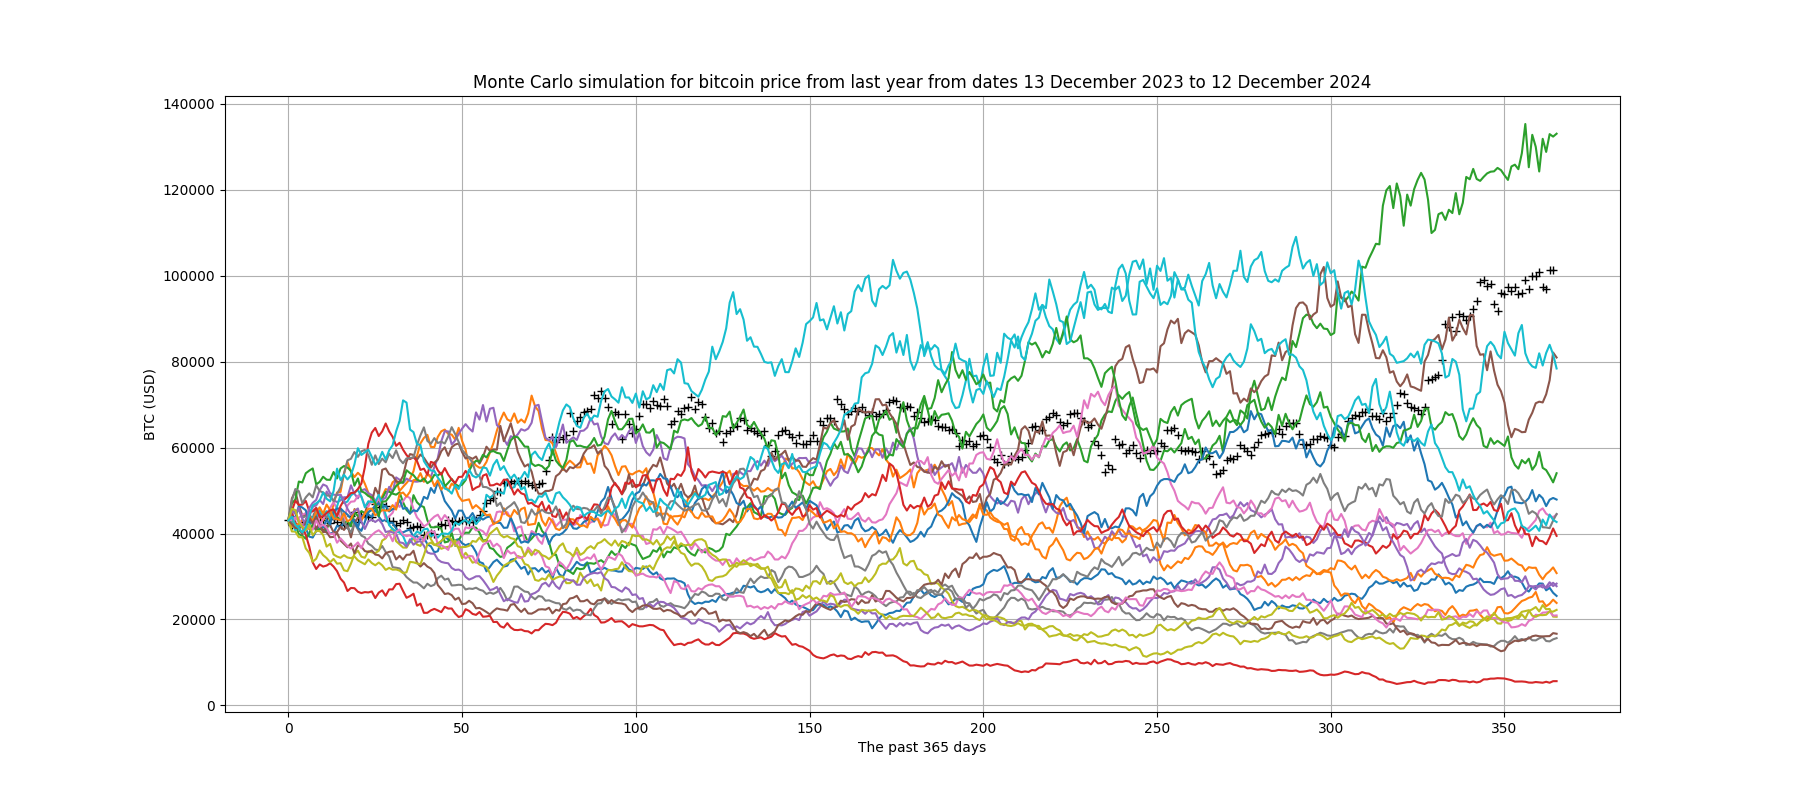 Monte Carlo simulation for bitcoin price from last year from dates 13 December 2023 to 12 December 2024
140000
120000
100000
80000
60000
40000
20000
0
BTC (USD)
0 50 100 150 200 250 300 350
The past 365 days